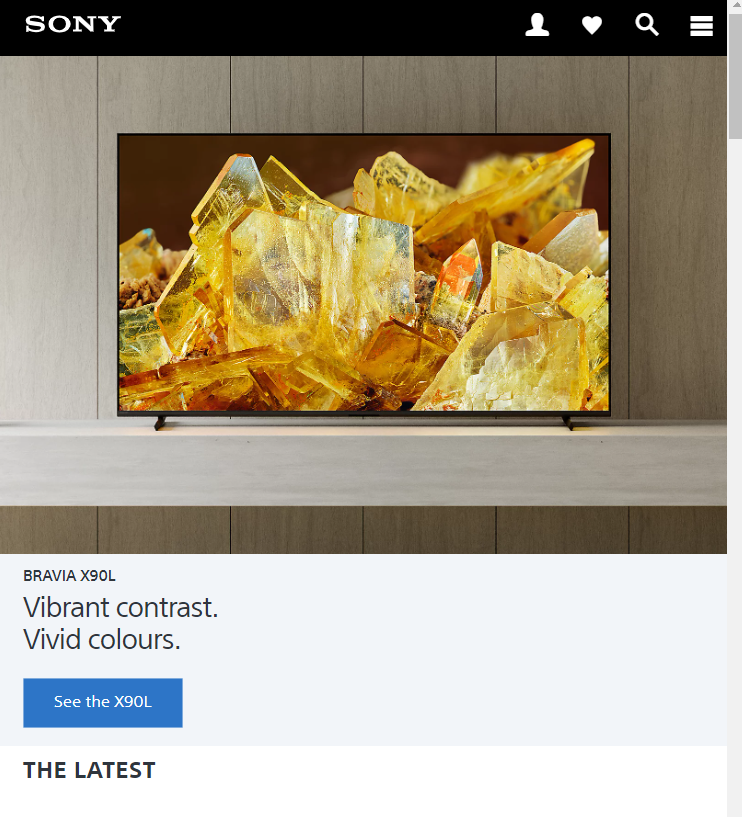 SONY
BRAVIA X90L
Vibrant contrast.
Vivid colours.
See the X90L
THE LATEST